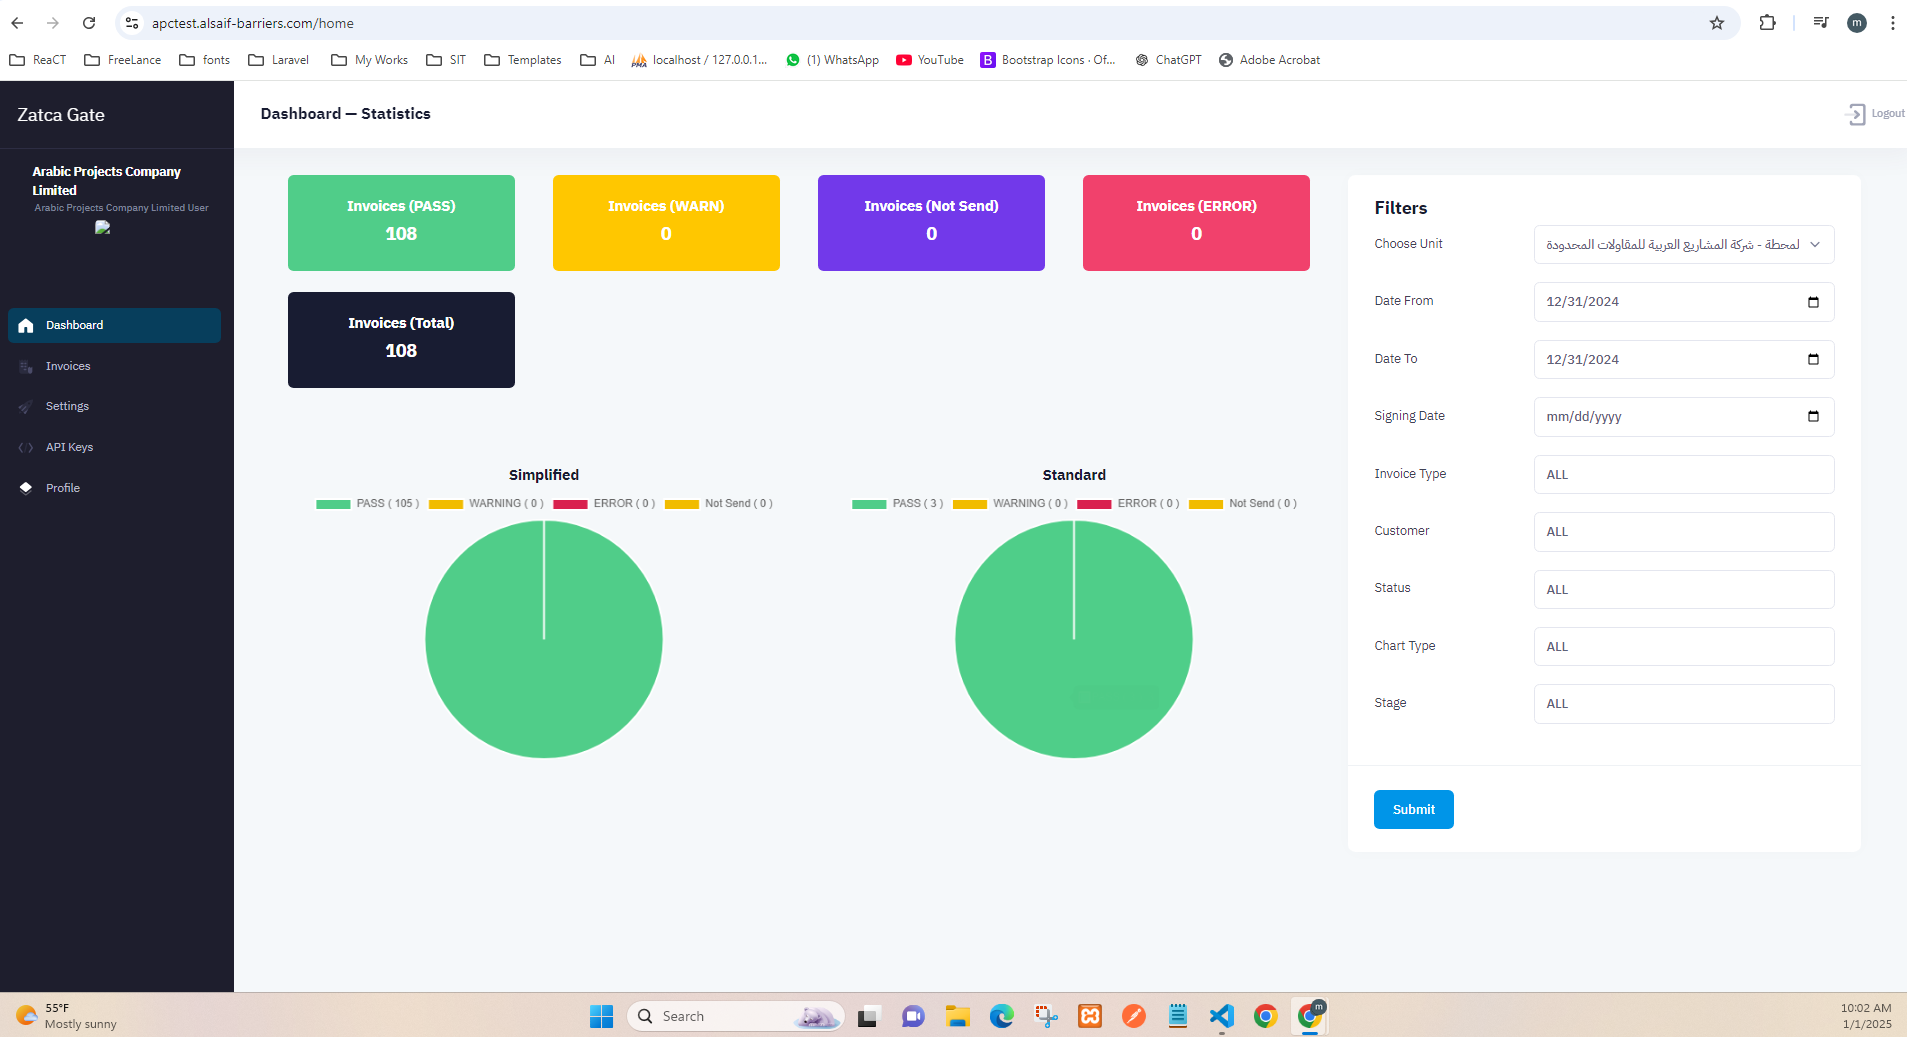 apctest.alsaif-barriers.com/home
m
ReaCT
FreeLance
fonts
Laravel
My Works
SIT
Templates
AI
localhost / 127.0.0.1...
(1) WhatsApp
YouTube
B
Bootstrap Icons · Of...
ChatGPT
Adobe Acrobat
Zatca Gate
Arabic Projects Company
Limited
Arabic Projects Company Limited User
Dashboard
Invoices
Settings
API Keys
Profile
Dashboard — Statistics
Logout
Invoices (PASS)
108
Invoices (WARN)
0
Invoices (Not Send)
0
Invoices (ERROR)
0
Invoices (Total)
108
Simplified
PASS ( 105 )
WARNING ( 0 )
ERROR ( 0 )
Not Send ( 0 )
Standard
PASS ( 3 )
WARNING ( 0 )
ERROR ( 0 )
Not Send ( 0 )
Filters
Choose Unit
لمحطة - شركة المشاريع العربية للمقاولات المحدودة
Date From
12/31/2024
Date To
12/31/2024
Signing Date
mm/dd/yyyy
Invoice Type
ALL
Customer
ALL
Status
ALL
Chart Type
ALL
Stage
ALL
Submit
55°F
Mostly sunny
Search
m
10:02 AM
1/1/2025